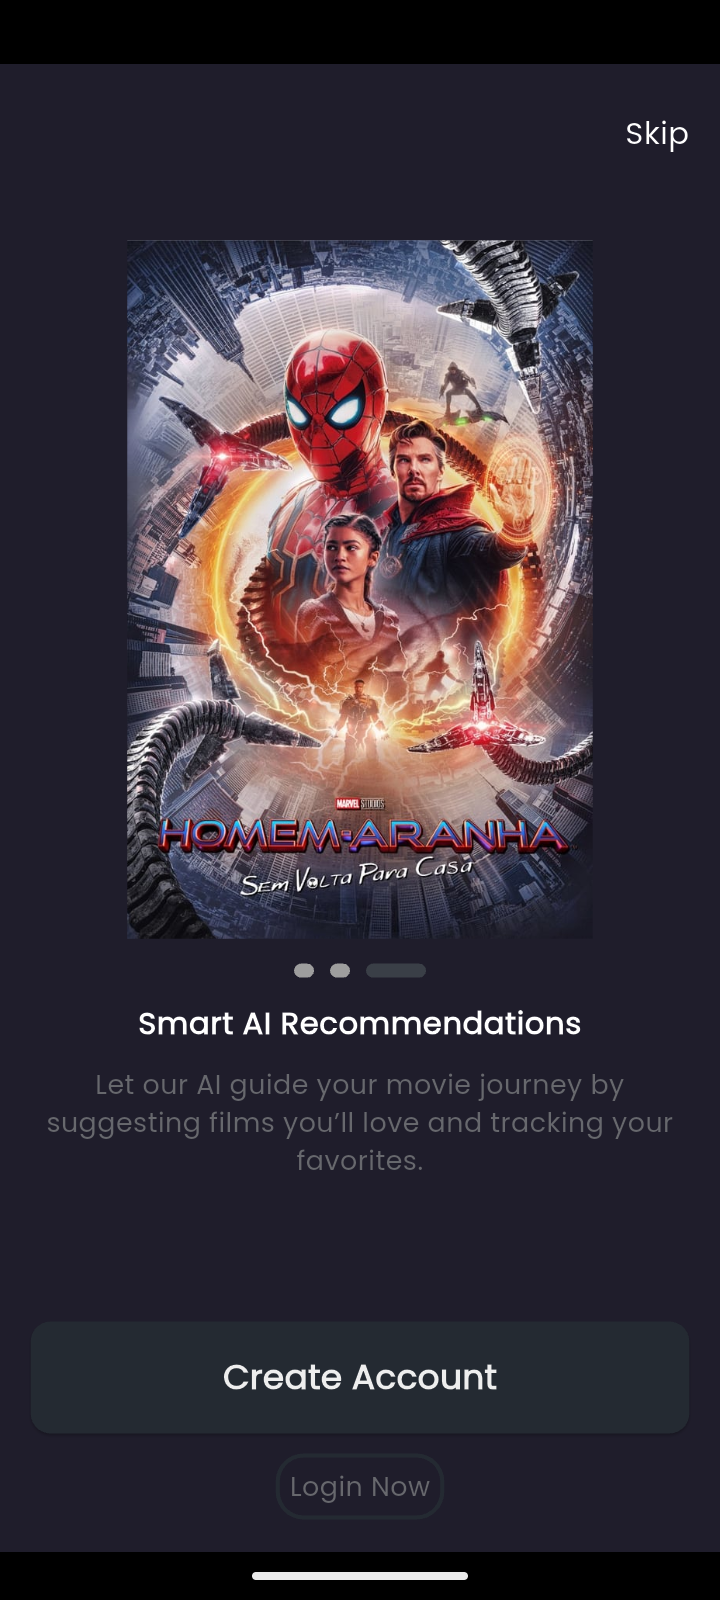 Skip
MARVEL STUDIOS
HOMEM-ARANHA
SEM VOLTA PARA CASA
Smart AI Recommendations
Let our AI guide your movie journey by
suggesting films you’ll love and tracking your
favorites.
Create Account
Login Now